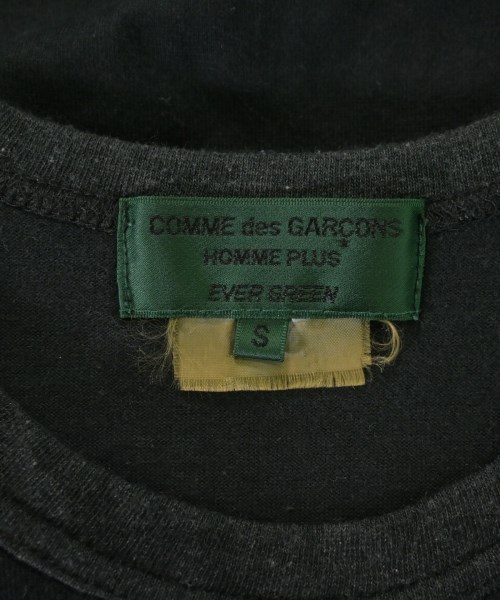 COMME des GARÇONS
HOMME PLUS*
EVER GREEN
S